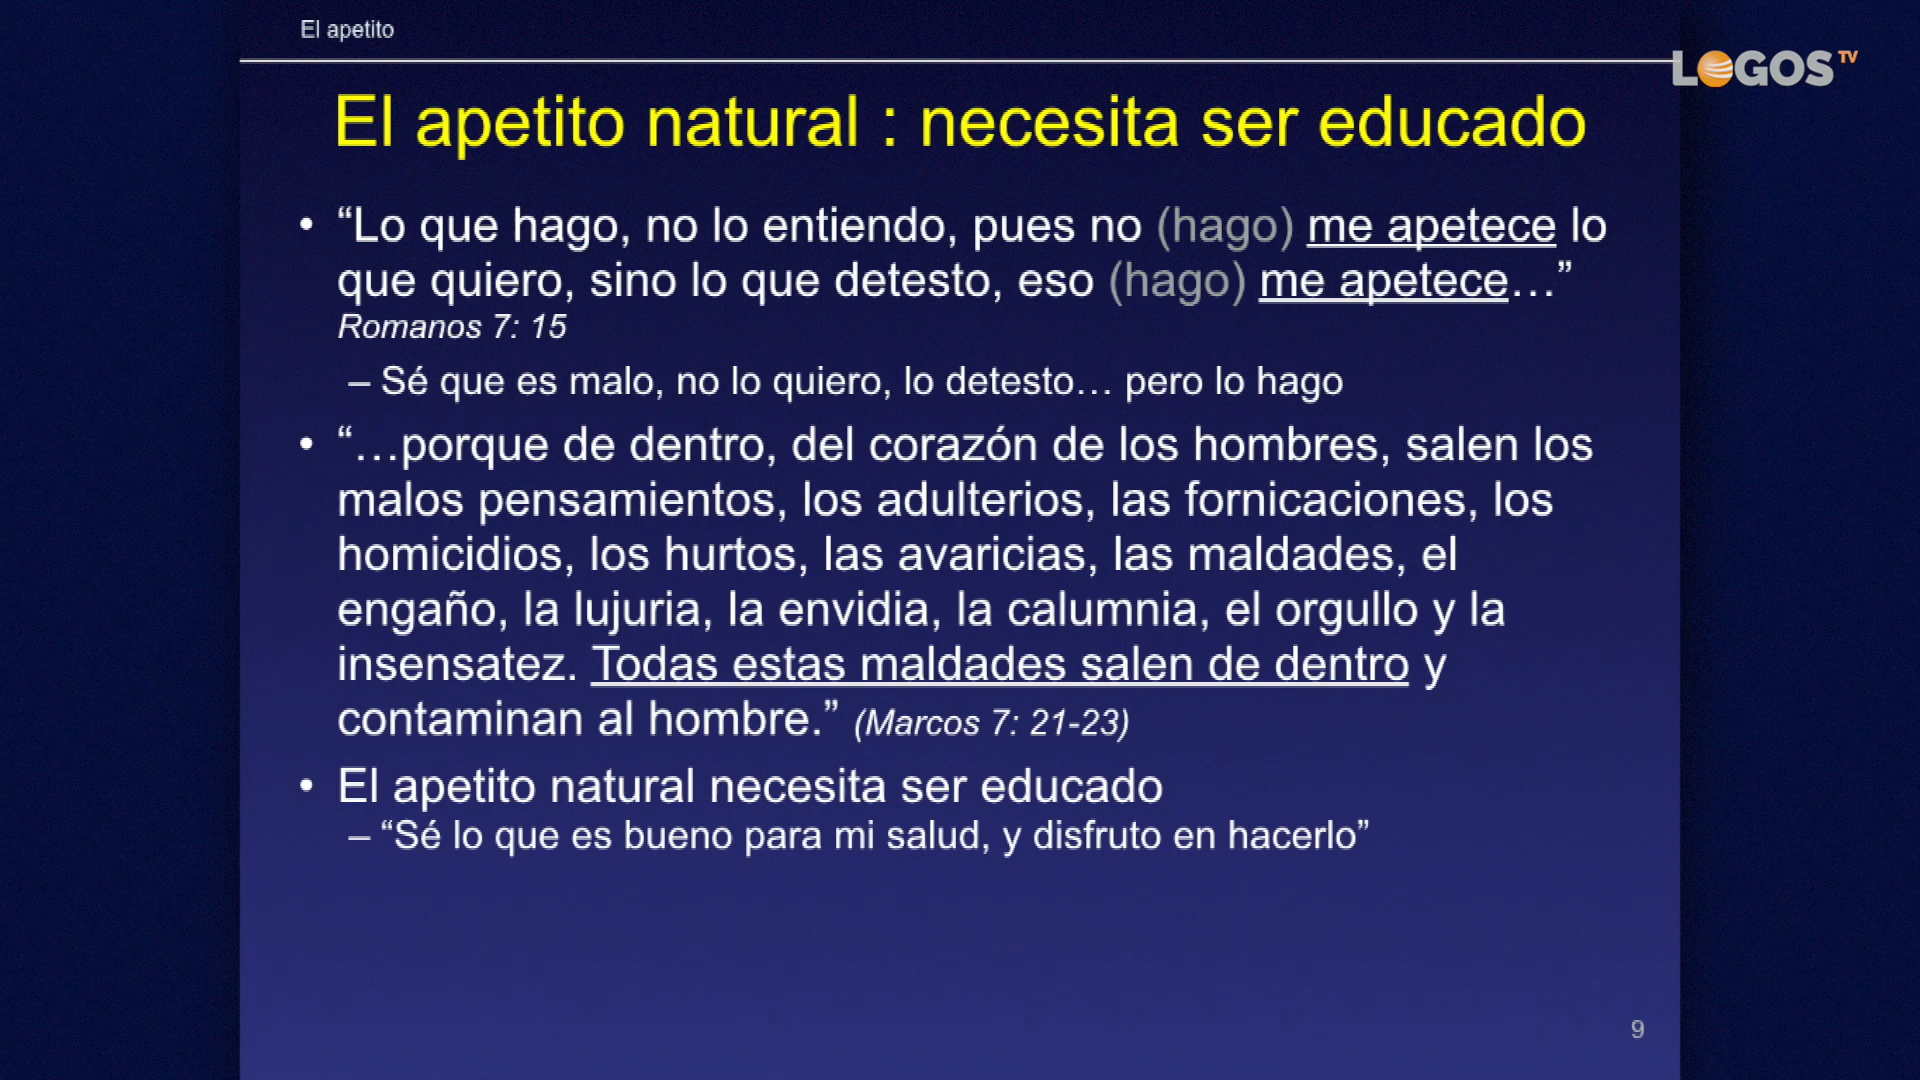 El apetito
LOGOS TV
El apetito natural : necesita ser educado
• “Lo que hago, no lo entiendo, pues no (hago) me apetece lo
que quiero, sino lo que detesto, eso (hago) me apetece…”
Romanos 7: 15
– Sé que es malo, no lo quiero, lo detesto… pero lo hago
• “…porque de dentro, del corazón de los hombres, salen los
malos pensamientos, los adulterios, las fornicaciones, los
homicidios, los hurtos, las avaricias, las maldades, el
engaño, la lujuria, la envidia, la calumnia, el orgullo y la
insensatez. Todas estas maldades salen de dentro y
contaminan al hombre.” (Marcos 7: 21-23)
• El apetito natural necesita ser educado
– “Sé lo que es bueno para mi salud, y disfruto en hacerlo”
9